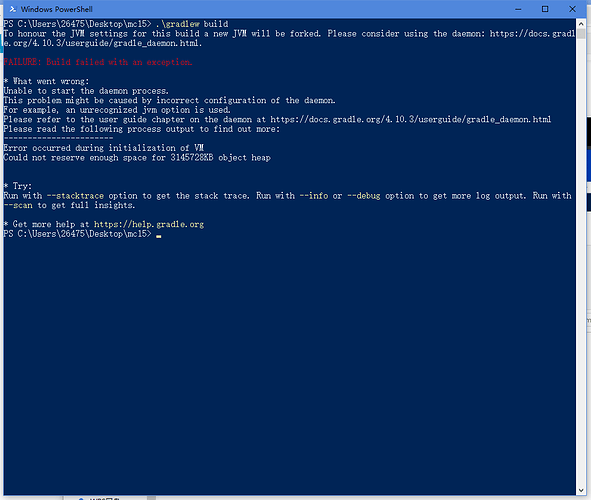 Windows PowerShell
PS C:\Users\26475\Desktop\mcl5> .\gradlew build
To honour the JVM settings for this build a new JVM will be forked. Please consider using the daemon: https://docs.gradl
e.org/4.10.3/userguide/gradle_daemon.html.
FAILURE: Build failed with an exception.
* What went wrong:
Unable to start the daemon process.
This problem might be caused by incorrect configuration of the daemon.
For example, an unrecognized jvm option is used.
Please refer to the user guide chapter on the daemon at https://docs.gradle.org/4.10.3/userguide/gradle_daemon.html
Please read the following process output to find out more:
-----------------------
Error occurred during initialization of VM
Could not reserve enough space for 3145728KB object heap
* Try:
Run with --stacktrace option to get the stack trace. Run with --info or --debug option to get more log output. Run with
--scan to get full insights.
* Get more help at https://help.gradle.org
PS C:\Users\26475\Desktop\mcl5>